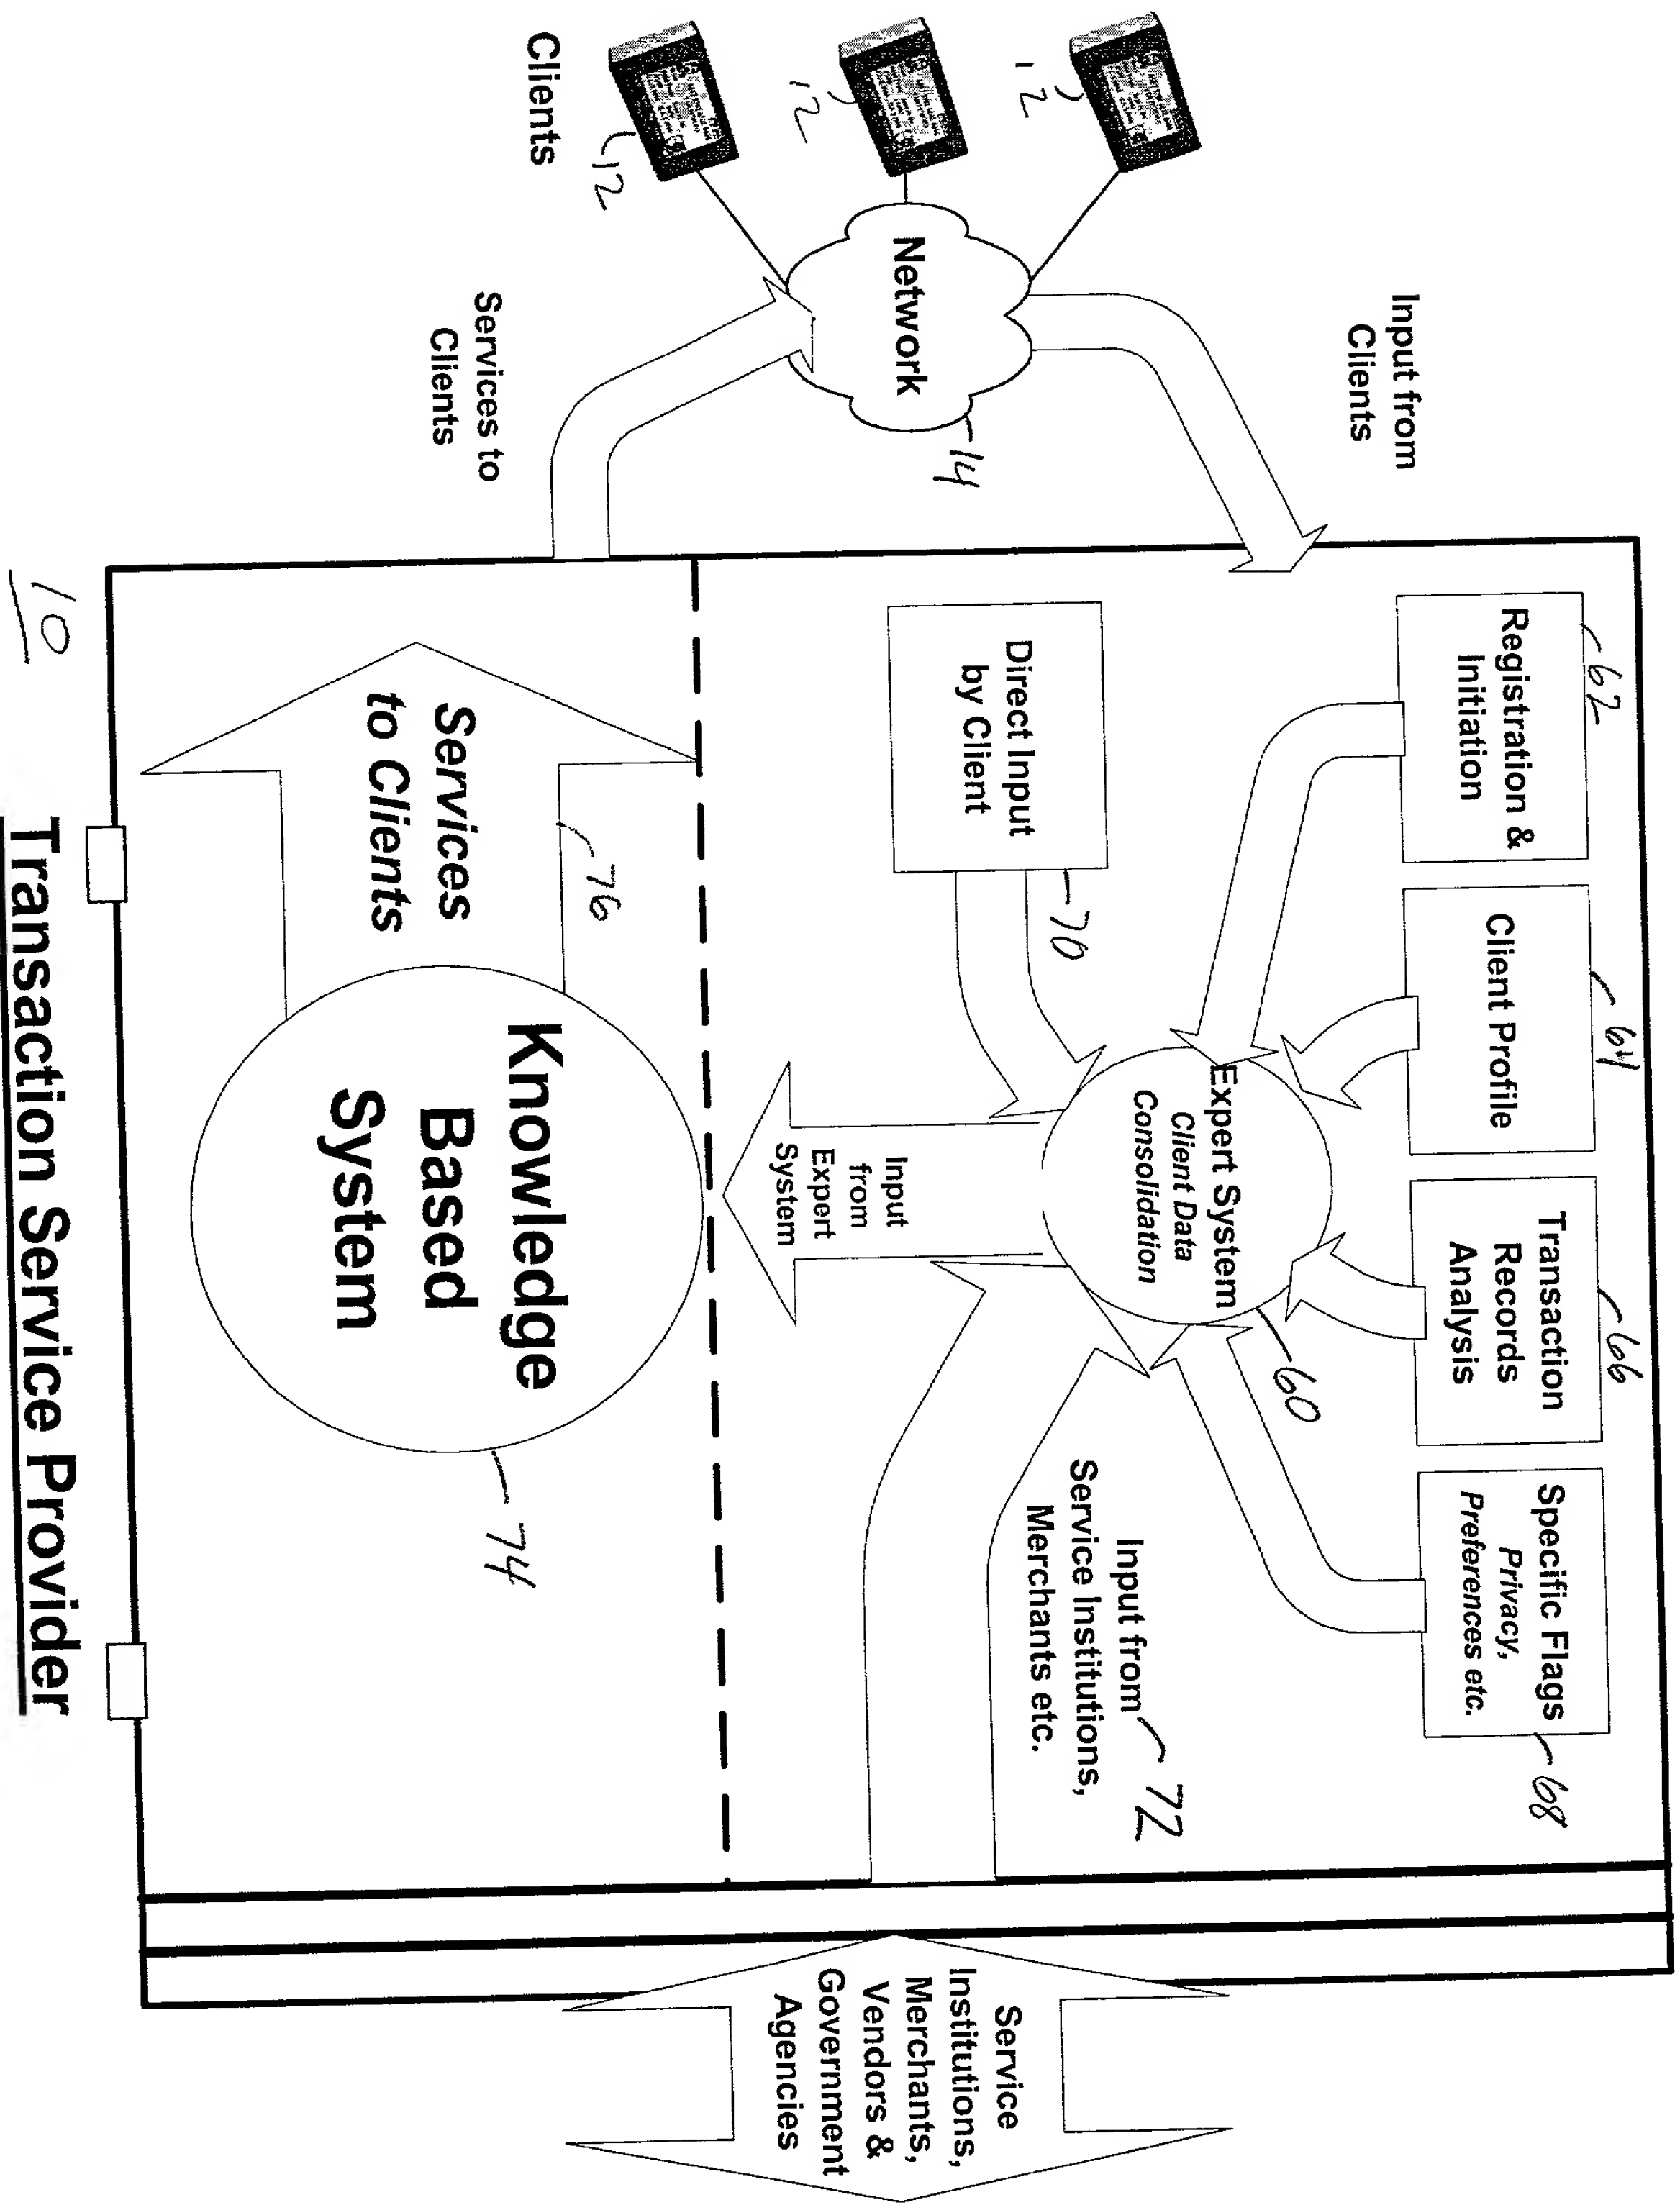 Input from
Clients
12
12
12
Clients
Network
14
Services to
Clients
62
Registration &
Initiation
64
Client Profile
66
Transaction
Records
Analysis
68
Specific Flags
Privacy,
Preferences etc.
Direct Input
by Client
70
Expert System
Client Data
Consolidation
60
Input from
Service Institutions,
Merchants etc.
72
Input
from
Expert
System
Services
to Clients
76
Knowledge
Based
System
74
Service
Institutions,
Merchants,
Vendors &
Government
Agencies
10
Transaction Service Provider